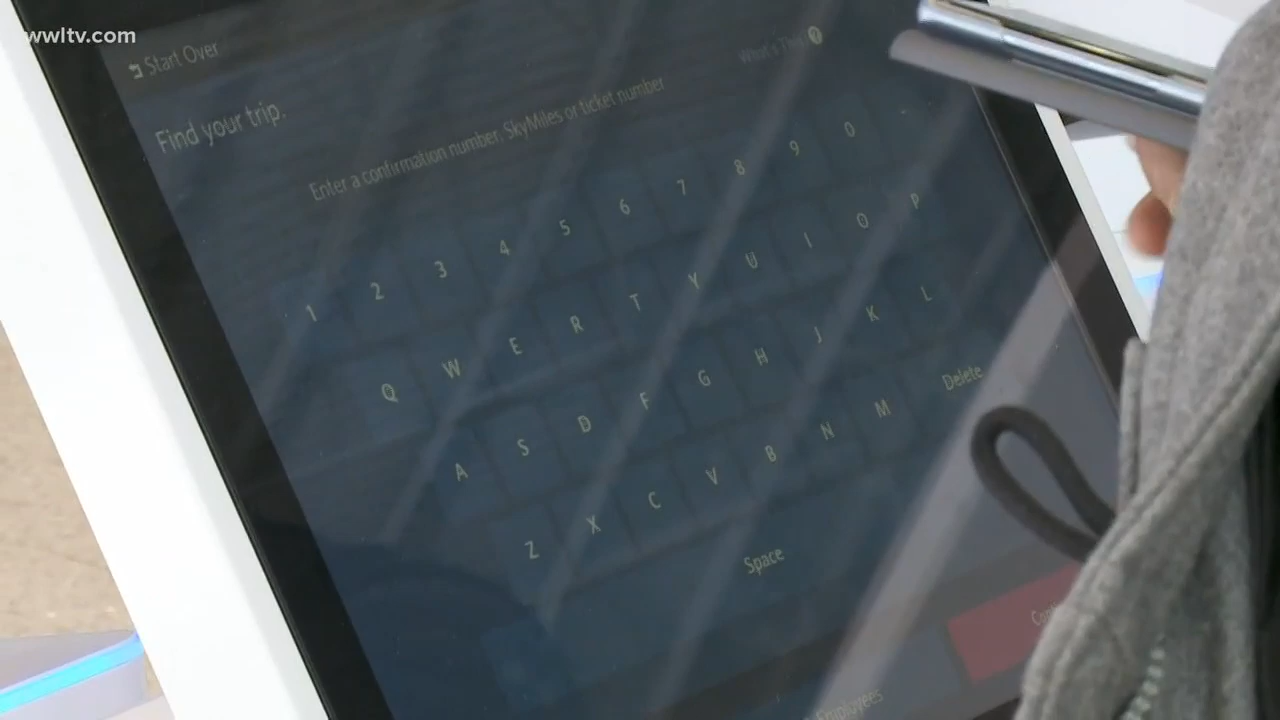 wwltv.com
Start Over
What's This
Find your trip.
Enter a confirmation number, SkyMiles or ticket number
1 2 3 4 5 6 7 8 9 0 -
Q W E R T Y U I O P
A S D F G H J K L
Z X C V B N M Delete
Space
Employees